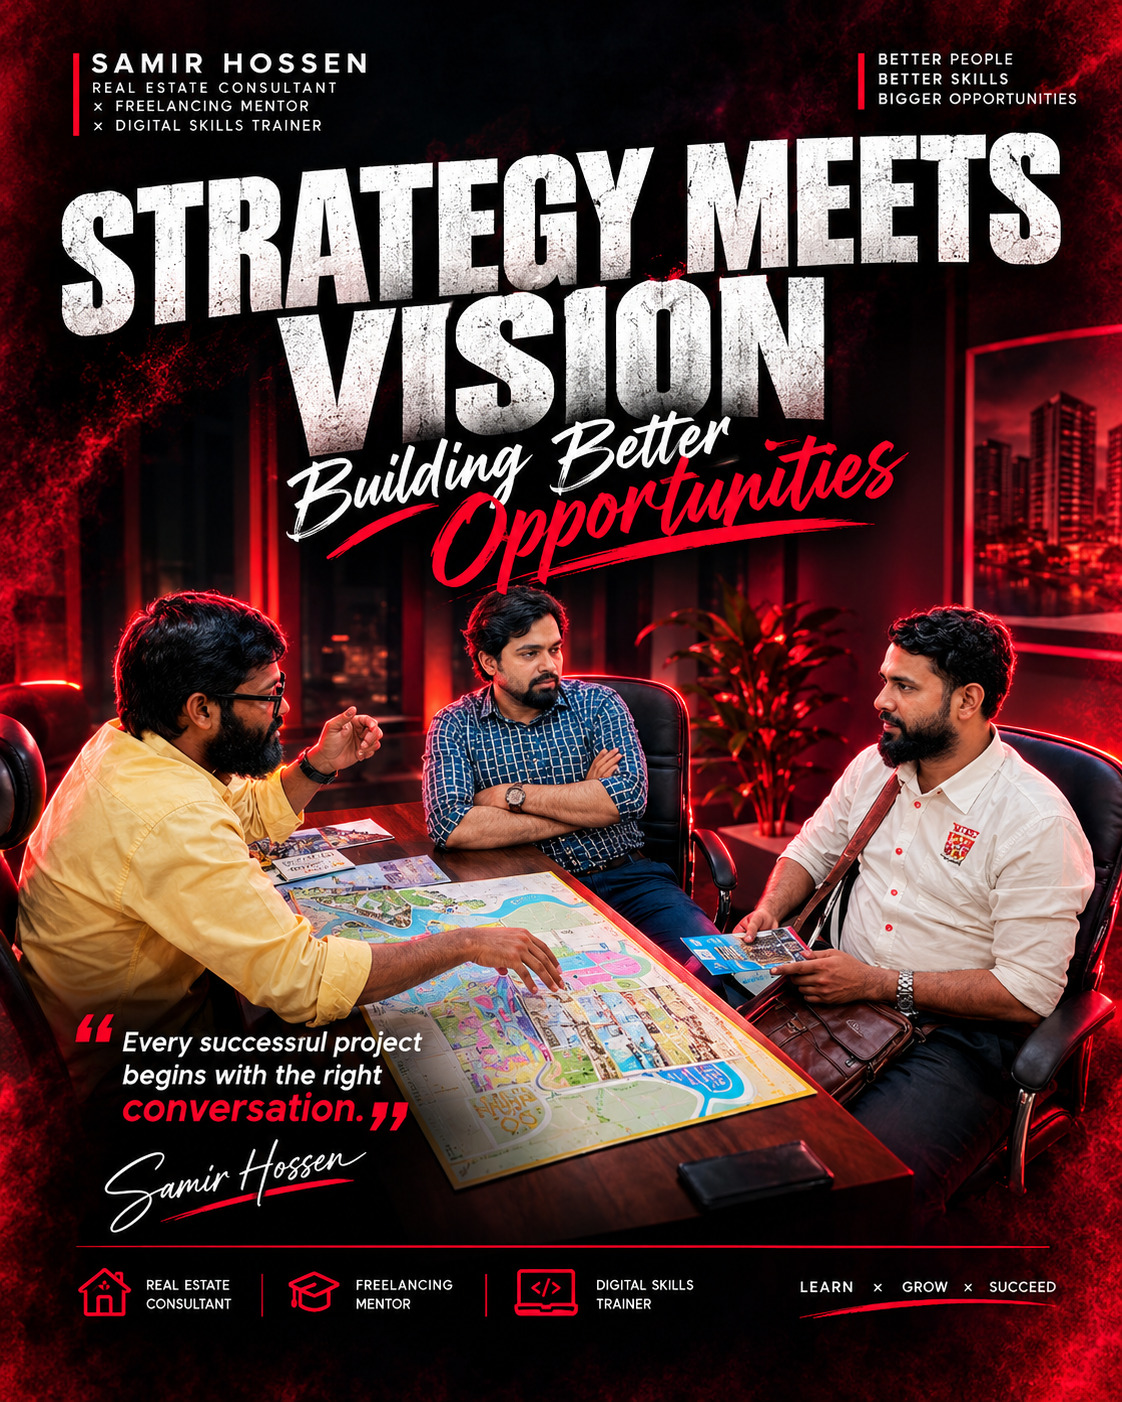 SAMIR HOSSEN
REAL ESTATE CONSULTANT
× FREELANCING MENTOR
× DIGITAL SKILLS TRAINER
BETTER PEOPLE
BETTER SKILLS
BIGGER OPPORTUNITIES
STRATEGY MEETS
VISION
Building Better
Opportunities
“ Every successful project
begins with the right
conversation. ”
Samir Hossen
REAL ESTATE
CONSULTANT
FREELANCING
MENTOR
DIGITAL SKILLS
TRAINER
LEARN × GROW × SUCCEED